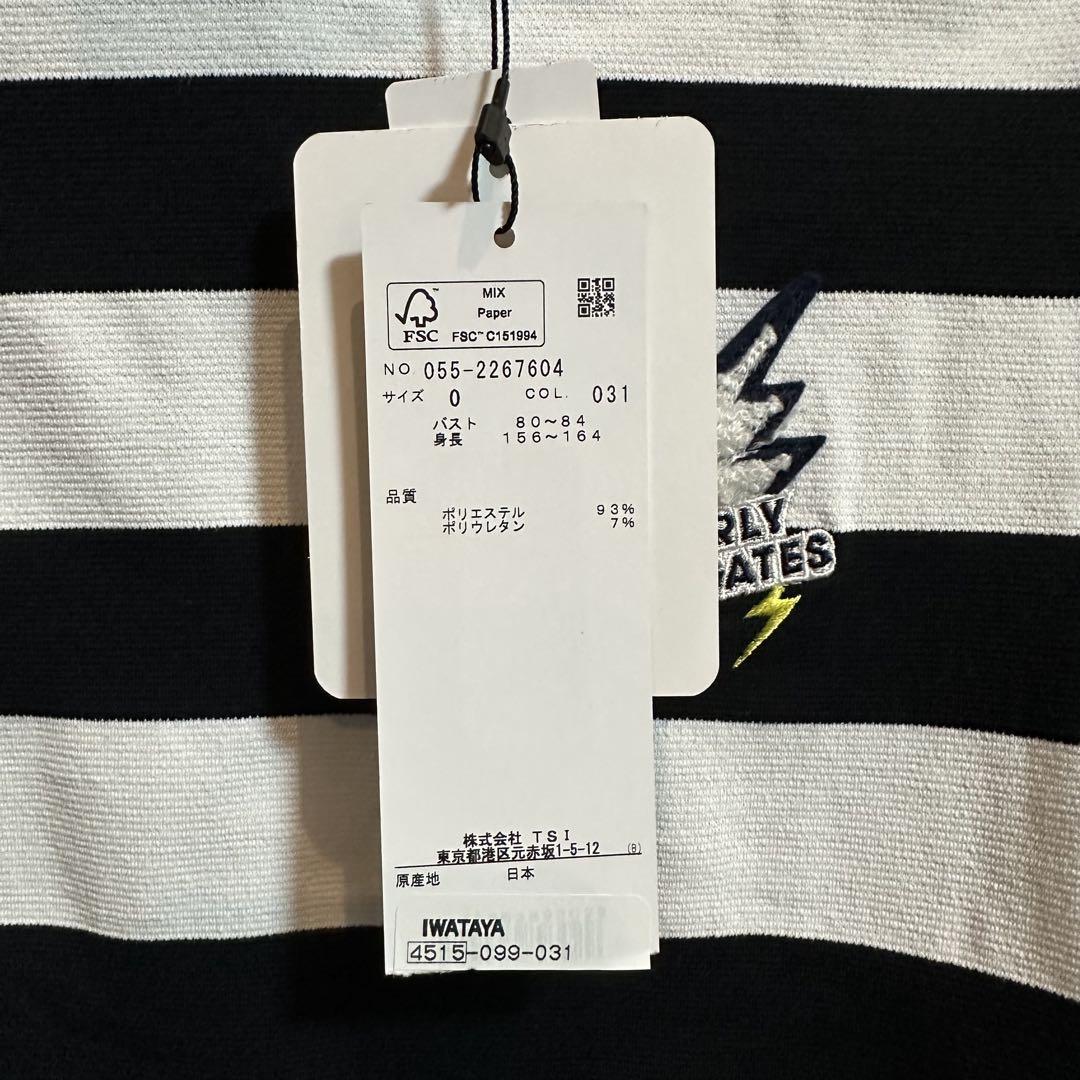 MIX
Paper
FSC™ C151994
FSC™
NO 055-2267604
サイズ 0 COL. 031
バスト 80～84
身長 156～164
品質
ポリエステル 93%
ポリウレタン 7%
株式会社 TSI
東京都港区元赤坂1-5-12 (B)
原産地 日本
IWATAYA
4515-099-031